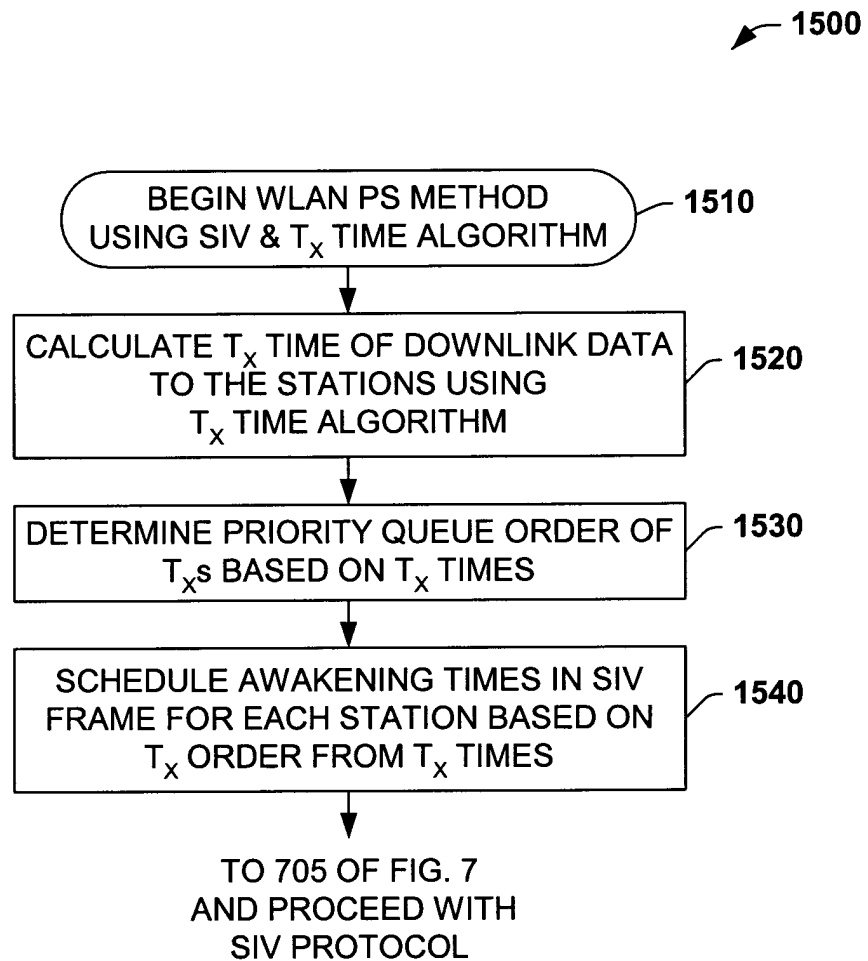 1500
BEGIN WLAN PS METHOD
USING SIV & TX TIME ALGORITHM
1510
CALCULATE TX TIME OF DOWNLINK DATA
TO THE STATIONS USING
TX TIME ALGORITHM
1520
DETERMINE PRIORITY QUEUE ORDER OF
TXs BASED ON TX TIMES
1530
SCHEDULE AWAKENING TIMES IN SIV
FRAME FOR EACH STATION BASED ON
TX ORDER FROM TX TIMES
1540
TO 705 OF FIG. 7
AND PROCEED WITH
SIV PROTOCOL